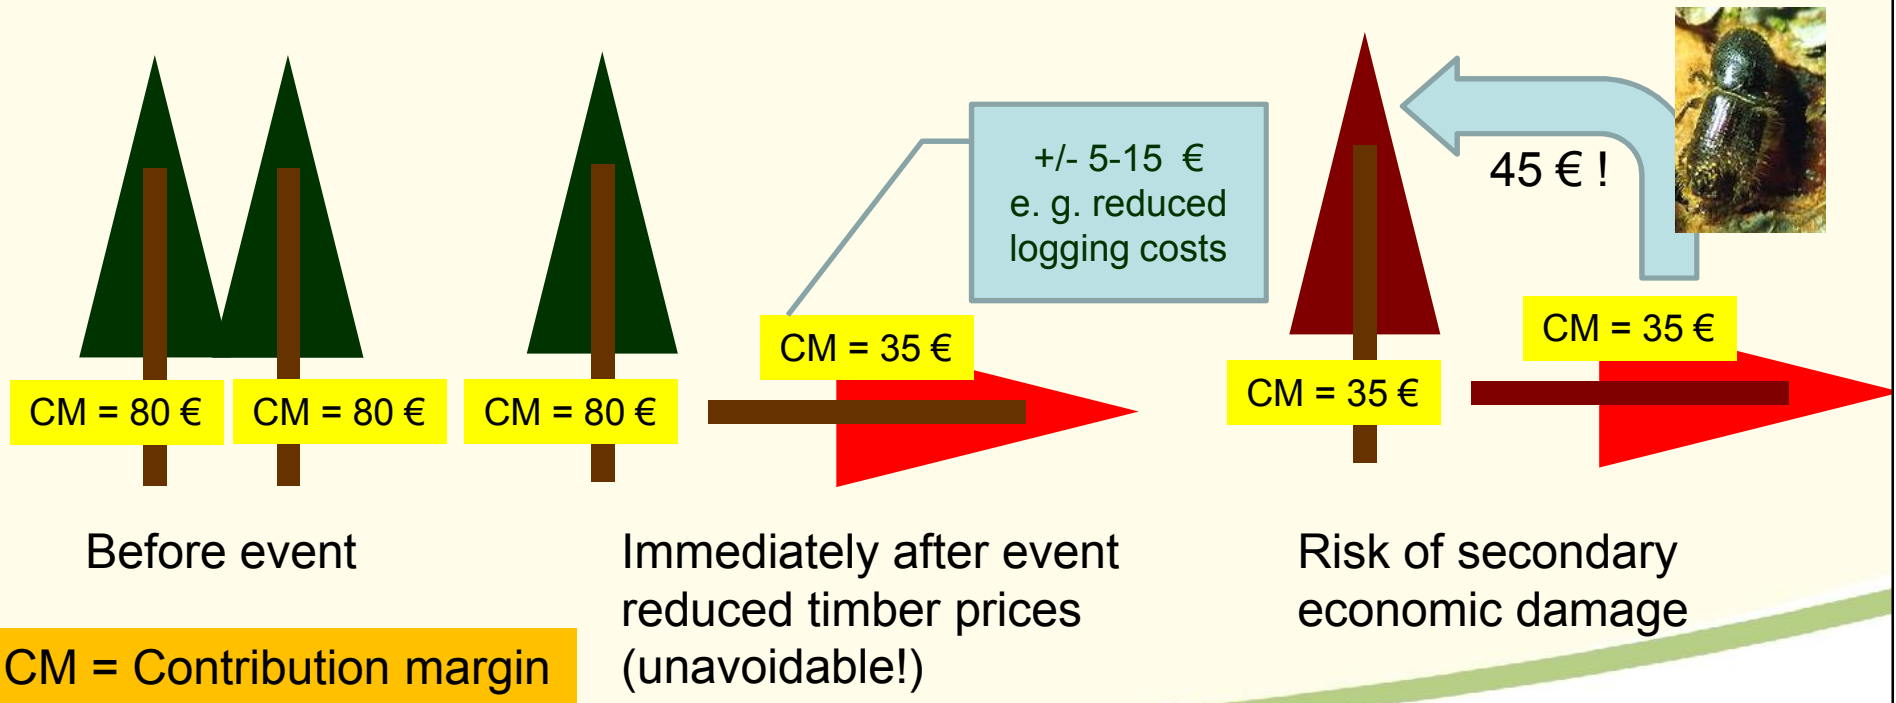 +/- 5-15 €
e. g. reduced
logging costs
45 € !
CM = 80 €
CM = 80 €
CM = 80 €
CM = 35 €
CM = 35 €
CM = 35 €
Before event
Immediately after event
reduced timber prices
(unavoidable!)
Risk of secondary
economic damage
CM = Contribution margin